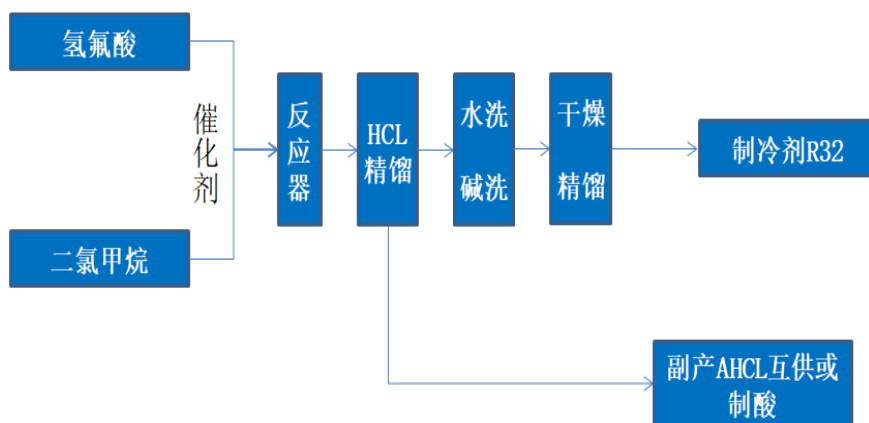 氢氟酸
催化剂
二氯甲烷
反应器
HCL
精馏
水洗
碱洗
干燥
精馏
制冷剂R32
副产AHCL互供或
制酸